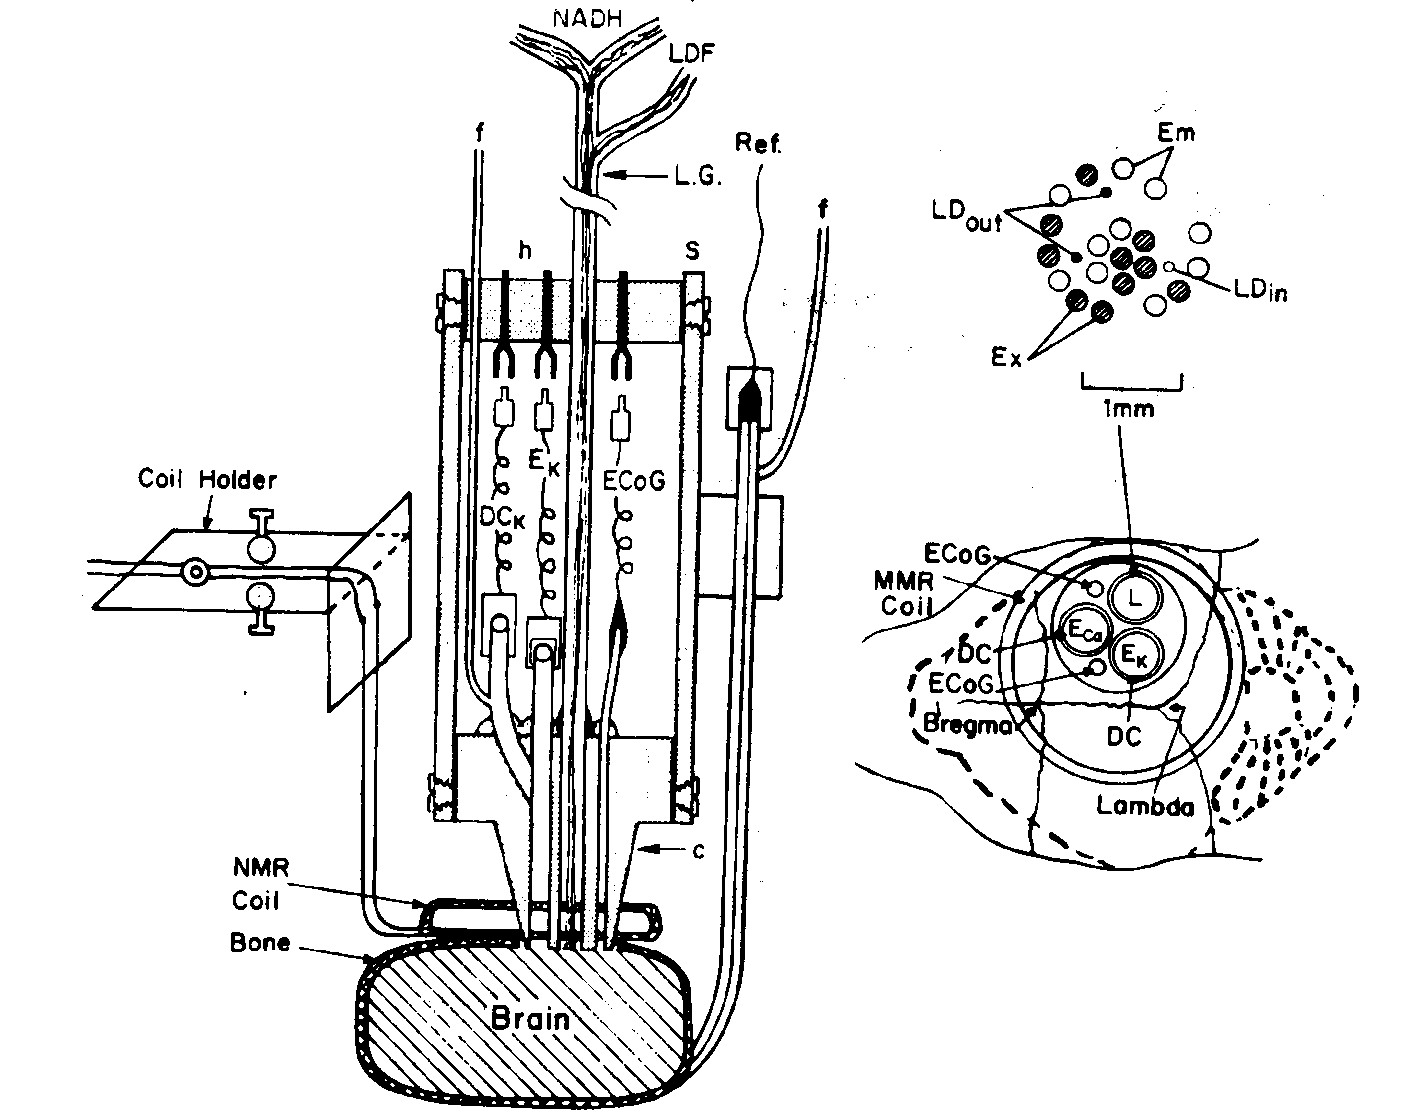 NADH
LDF
f
Ref.
L.G.
f
h
S
Coil Holder
EK
ECoG
DCK
c
NMR
Coil
Bone
Brain
Em
LDout
LDin
Ex
1mm
ECoG
MMR
Coil
L
ECa
DC
EK
ECoG
Bregma
DC
Lambda